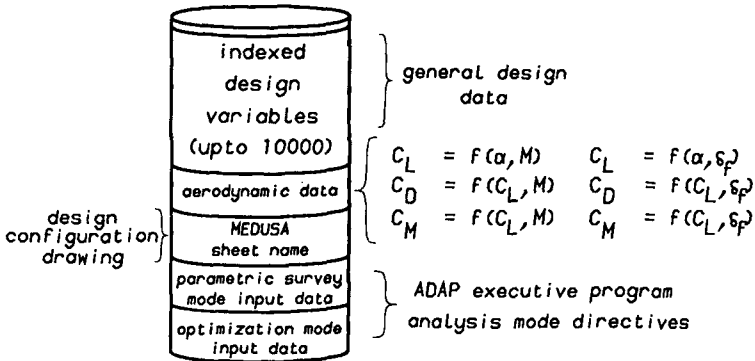 indexed
design
variables
(upto 10000)
general design
data
aerodynamic data
C_L = f(α, M) C_L = f(α, δ_f)
C_D = f(C_L, M) C_D = f(C_L, δ_f)
C_M = f(C_L, M) C_M = f(C_L, δ_f)
design
configuration
drawing
MEDUSA
sheet name
parametric survey
mode input data
optimization mode
input data
ADAP executive program
analysis mode directives